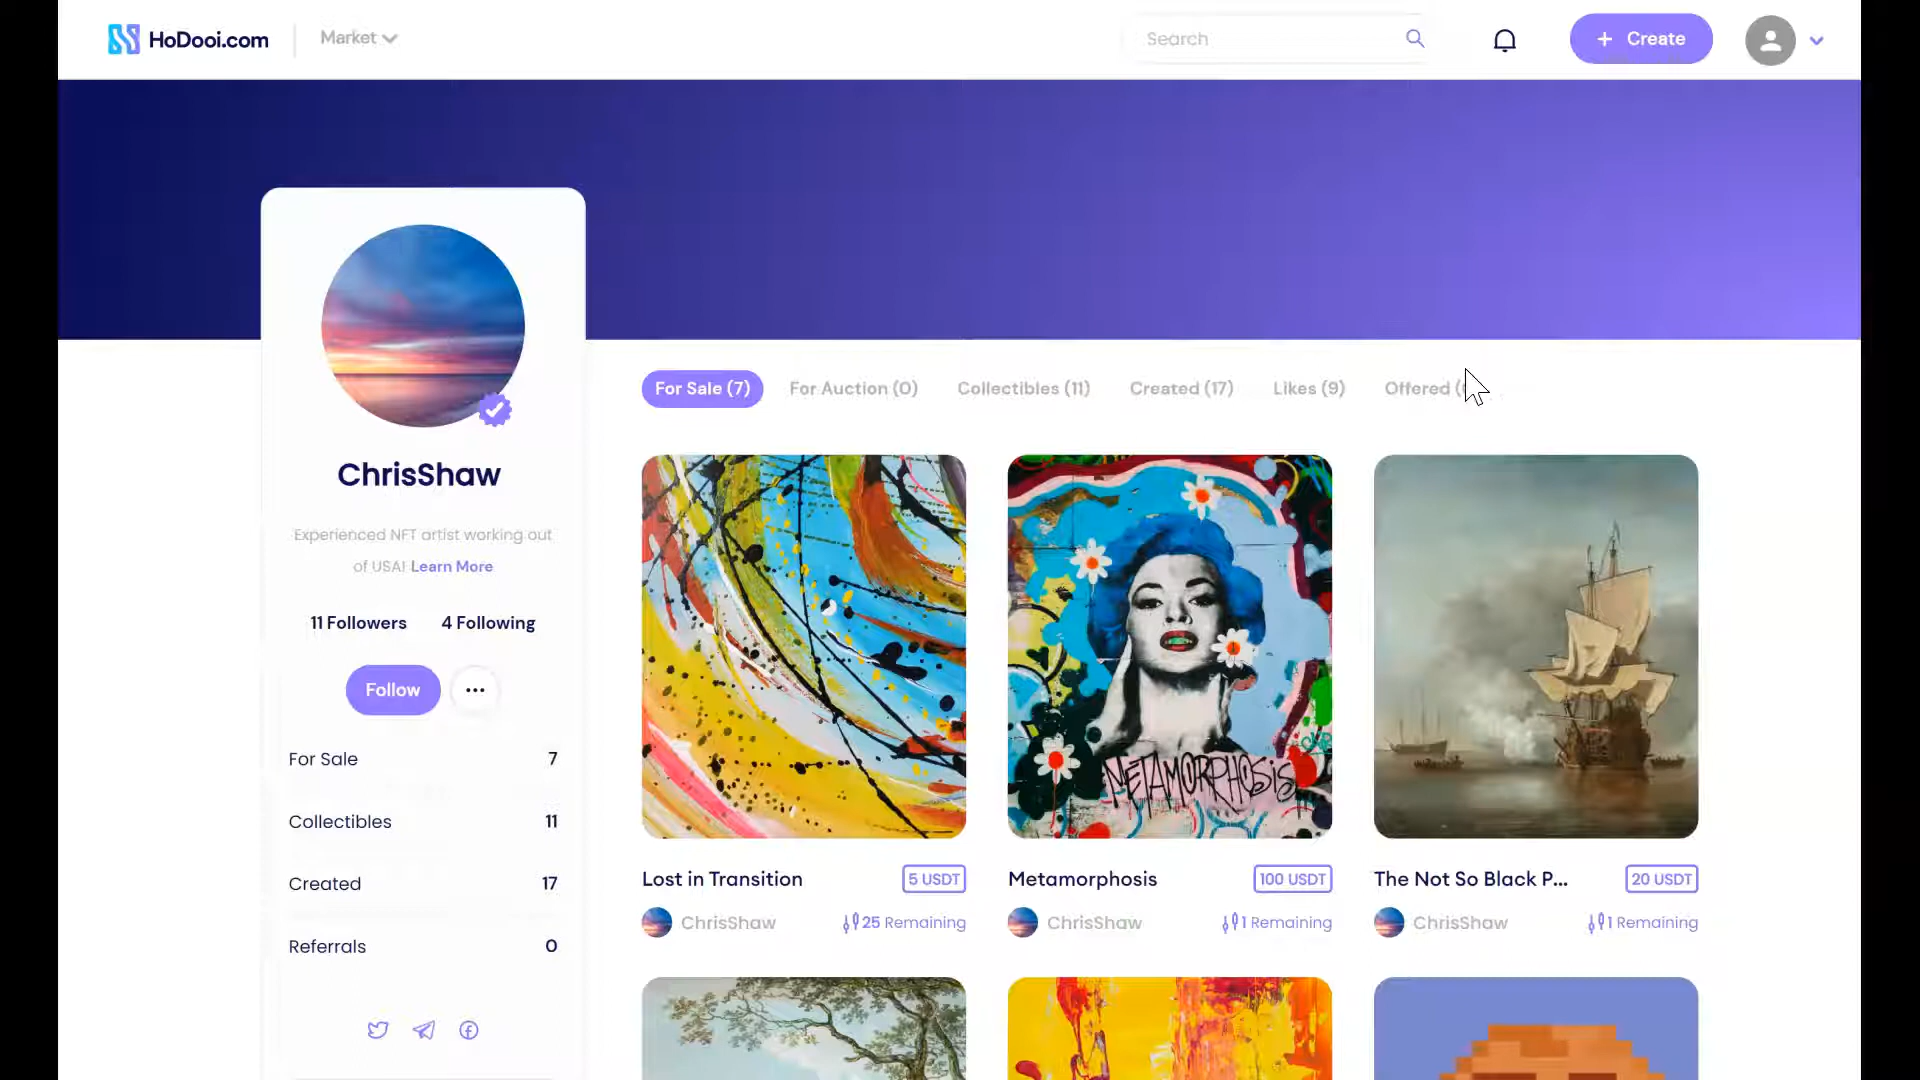 HoDooi.com
Market
Search
+ Create
For Sale (7)
For Auction (0)
Collectibles (11)
Created (17)
Likes (9)
Offered (
ChrisShaw
Experienced NFT artist working out
of USA! Learn More
11 Followers
4 Following
Follow
For Sale 7
Collectibles 11
Created 17
Referrals 0
METAMORPHOSIS
Lost in Transition
5 USDT
ChrisShaw
25 Remaining
Metamorphosis
100 USDT
ChrisShaw
1 Remaining
The Not So Black P...
20 USDT
ChrisShaw
1 Remaining